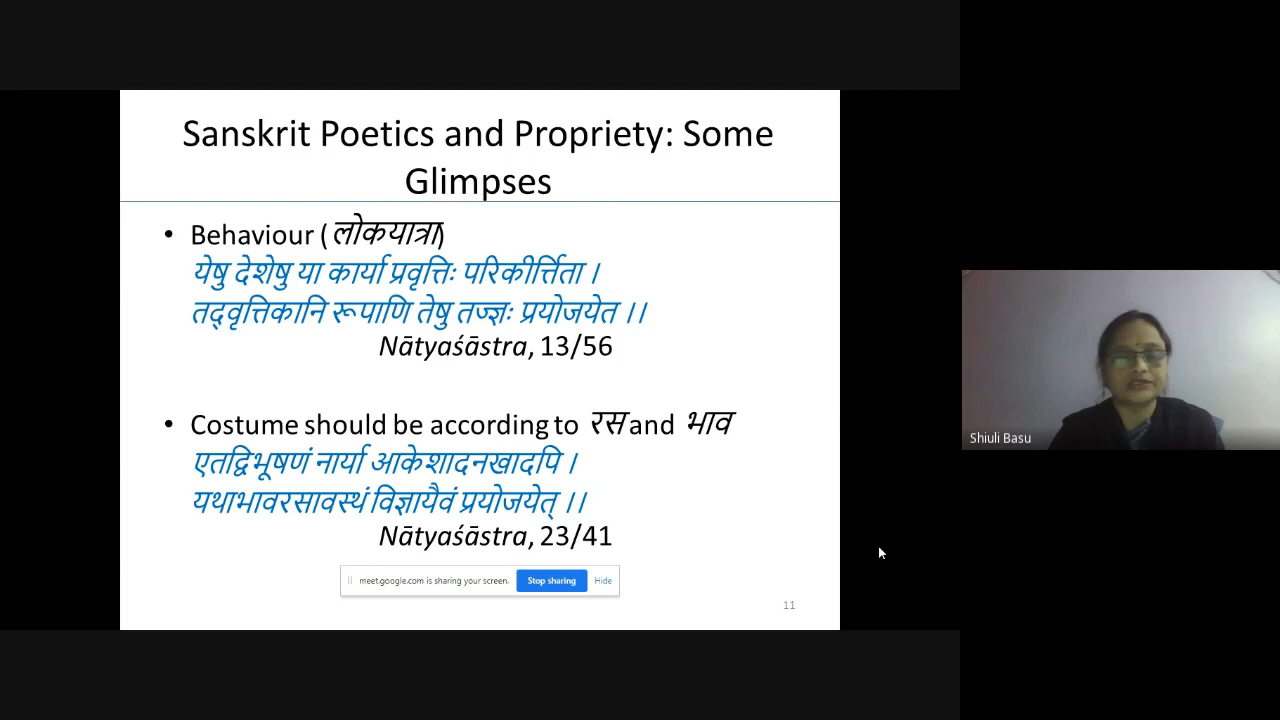 Sanskrit Poetics and Propriety: Some
Glimpses
• Behaviour (लोकयात्रा)
येषु देशेषु या कार्या प्रवृत्तिः परिकीर्त्तिता ।
तद्‌वृत्तिकानि रूपाणि तेषु तज्ज्ञः प्रयोजयेत ।।
Nātyaśāstra, 13/56
• Costume should be according to रस and भाव
एतद्विभूषणं नार्या आकेशादनखादपि ।
यथाभावरसावस्थं विज्ञायैवं प्रयोजयेत् ।।
Nātyaśāstra, 23/41
meet.google.com is sharing your screen. Stop sharing Hide
11
Shiuli Basu